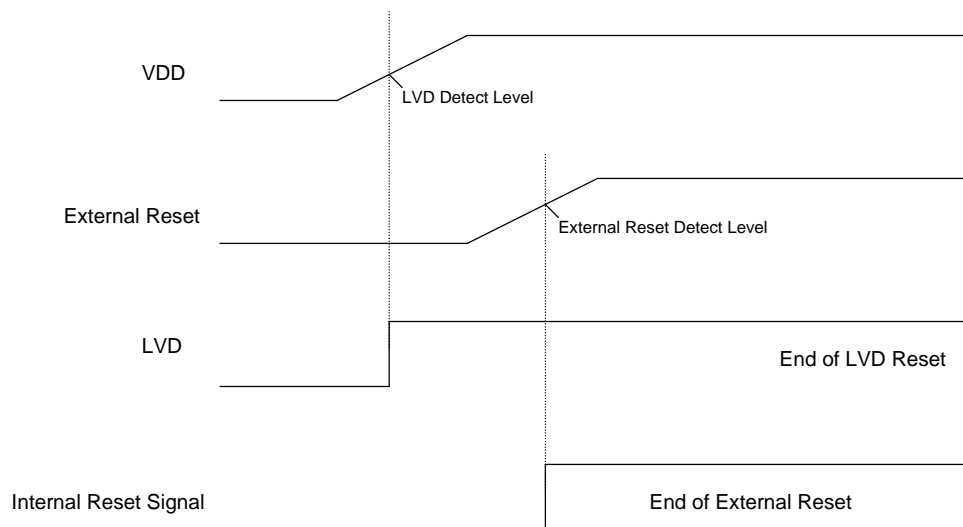 VDD
LVD Detect Level
External Reset
External Reset Detect Level
LVD
End of LVD Reset
Internal Reset Signal
End of External Reset